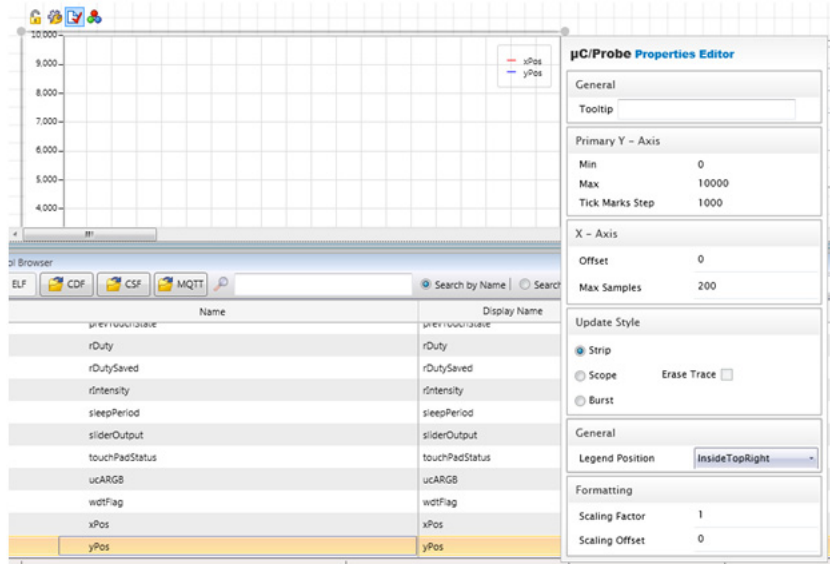 10,000
9,000
8,000
7,000
6,000
5,000
4,000
xPos
yPos
ol Browser
ELF CDF CSF MQTT Search by Name Search
Name Display Name
prevTouchState prevTouchState
rDuty rDuty
rDutySaved rDutySaved
rIntensity rIntensity
sleepPeriod sleepPeriod
sliderOutput sliderOutput
touchPadStatus touchPadStatus
ucARGB ucARGB
wdtFlag wdtFlag
xPos xPos
yPos yPos
µC/Probe Properties Editor
General
Tooltip
Primary Y – Axis
Min 0
Max 10000
Tick Marks Step 1000
X – Axis
Offset 0
Max Samples 200
Update Style
Strip
Scope Erase Trace
Burst
General
Legend Position InsideTopRight
Formatting
Scaling Factor 1
Scaling Offset 0